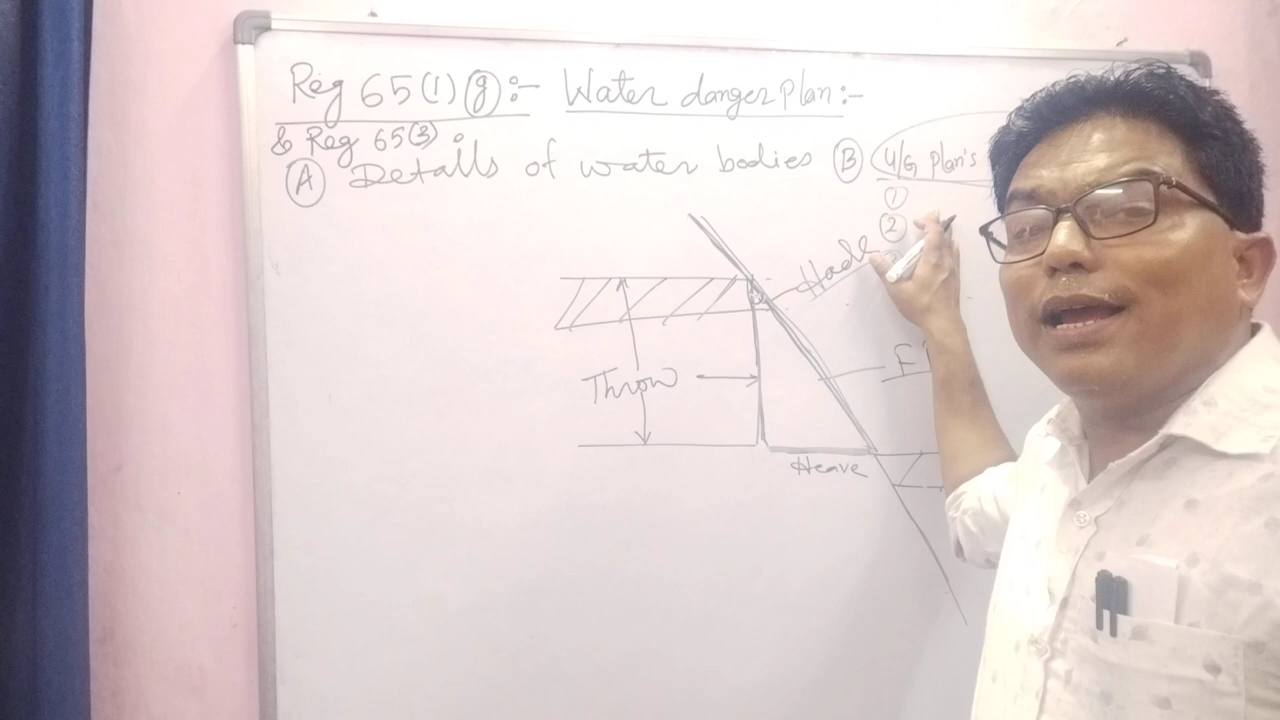 Reg 65(1)(g):- Water danger plan:-
& Reg 65(3):
(A) Details of water bodies (B) U/G plan's
(1)
(2)
Hade
Throw
F
Heave